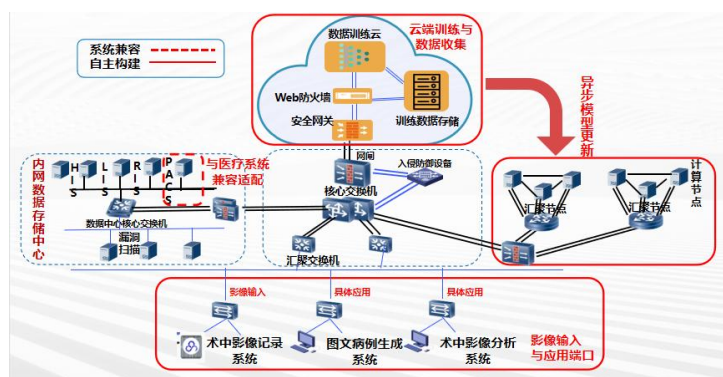 系统兼容
自主构建
数据训练云
云端训练与
数据收集
Web防火墙
安全网关
训练数据存储
异步模型更新
网间
入侵防御设备
核心交换机
汇聚交换机
内网数据存储中心
HIS
LIS
RIS
PACS
与医疗系统
兼容适配
数据中心核心交换机
漏洞
扫描
汇聚节点
汇聚节点
计算节点
影像输入
具体应用
具体应用
术中影像记录
系统
图文病例生成
系统
术中影像分析
系统
影像输入
与应用端口